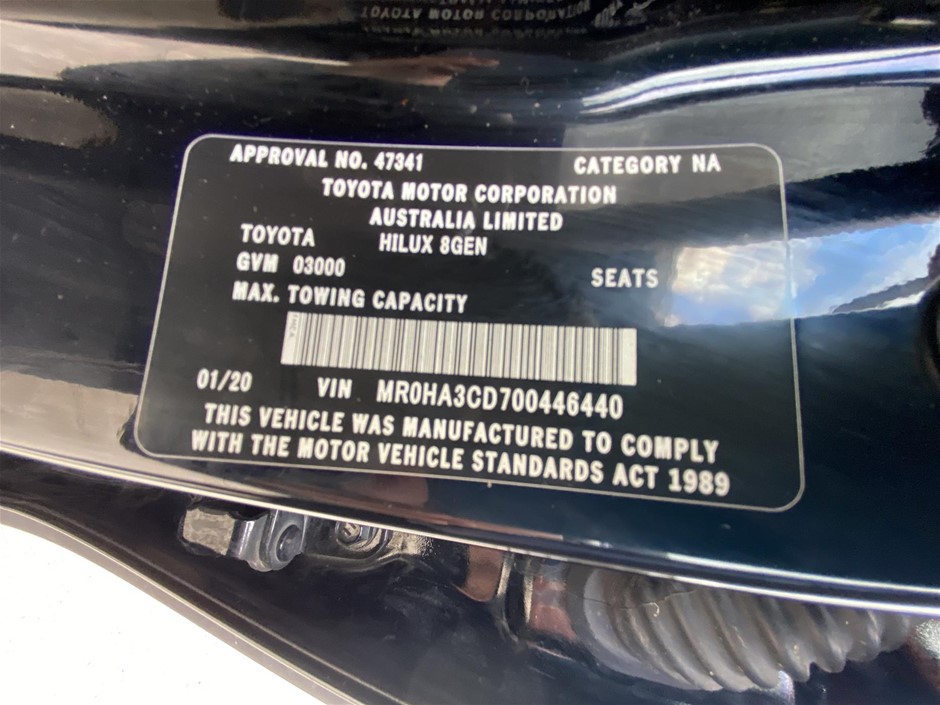 APPROVAL NO. 47341 CATEGORY NA
TOYOTA MOTOR CORPORATION
AUSTRALIA LIMITED
TOYOTA HILUX 8GEN
GVM 03000 SEATS
MAX. TOWING CAPACITY
01/20 VIN MR0HA3CD700446440
THIS VEHICLE WAS MANUFACTURED TO COMPLY
WITH THE MOTOR VEHICLE STANDARDS ACT 1989